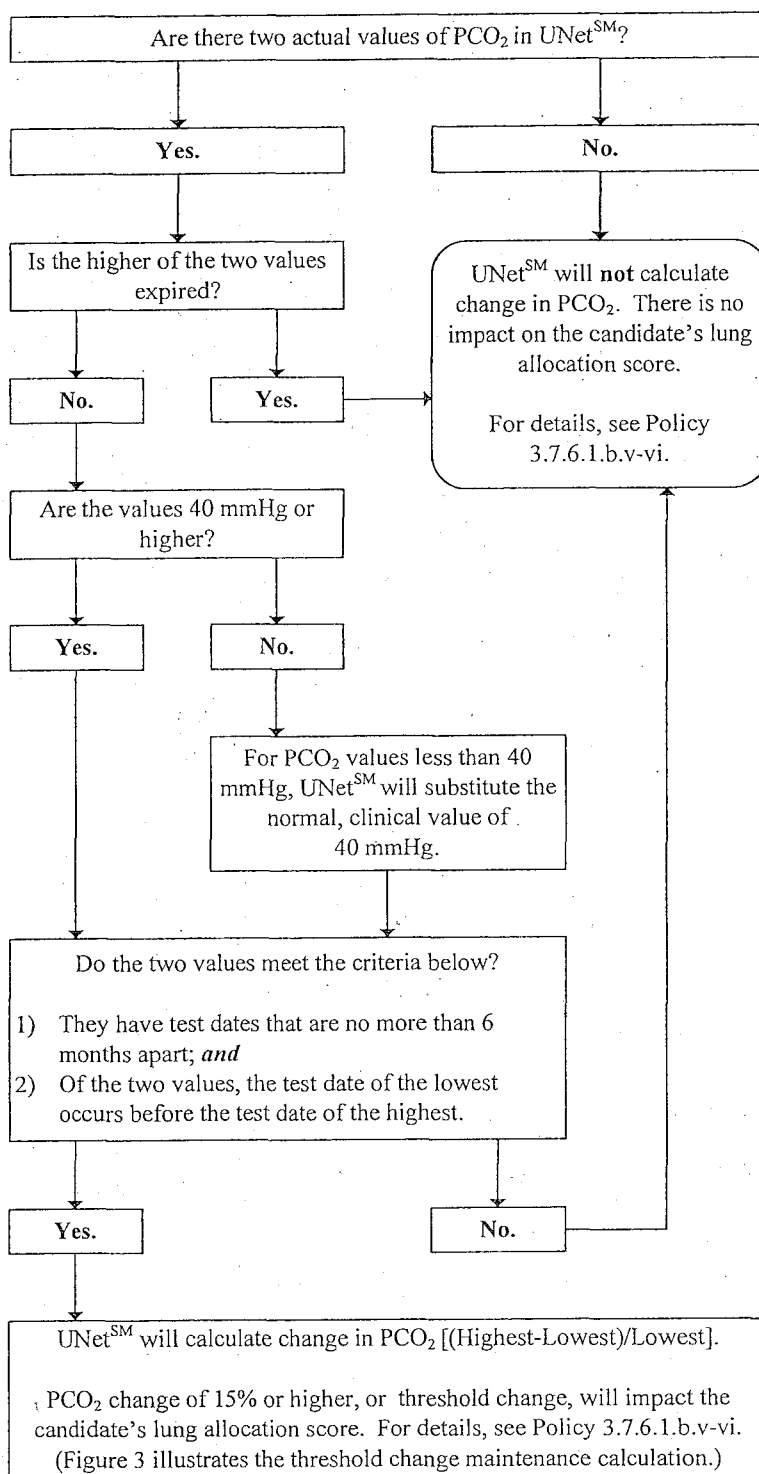 Are there two actual values of PCO₂ in UNet^SM?
Yes.
No.
Is the higher of the two values
expired?
UNet^SM will not calculate
change in PCO₂. There is no
impact on the candidate's lung
allocation score.
For details, see Policy
3.7.6.1.b.v-vi.
No.
Yes.
Are the values 40 mmHg or
higher?
Yes.
No.
For PCO₂ values less than 40
mmHg, UNet^SM will substitute the
normal, clinical value of
40 mmHg.
Do the two values meet the criteria below?
1) They have test dates that are no more than 6
months apart; and
2) Of the two values, the test date of the lowest
occurs before the test date of the highest.
Yes.
No.
UNet^SM will calculate change in PCO₂ [(Highest-Lowest)/Lowest].
PCO₂ change of 15% or higher, or threshold change, will impact the
candidate's lung allocation score. For details, see Policy 3.7.6.1.b.v-vi.
(Figure 3 illustrates the threshold change maintenance calculation.)